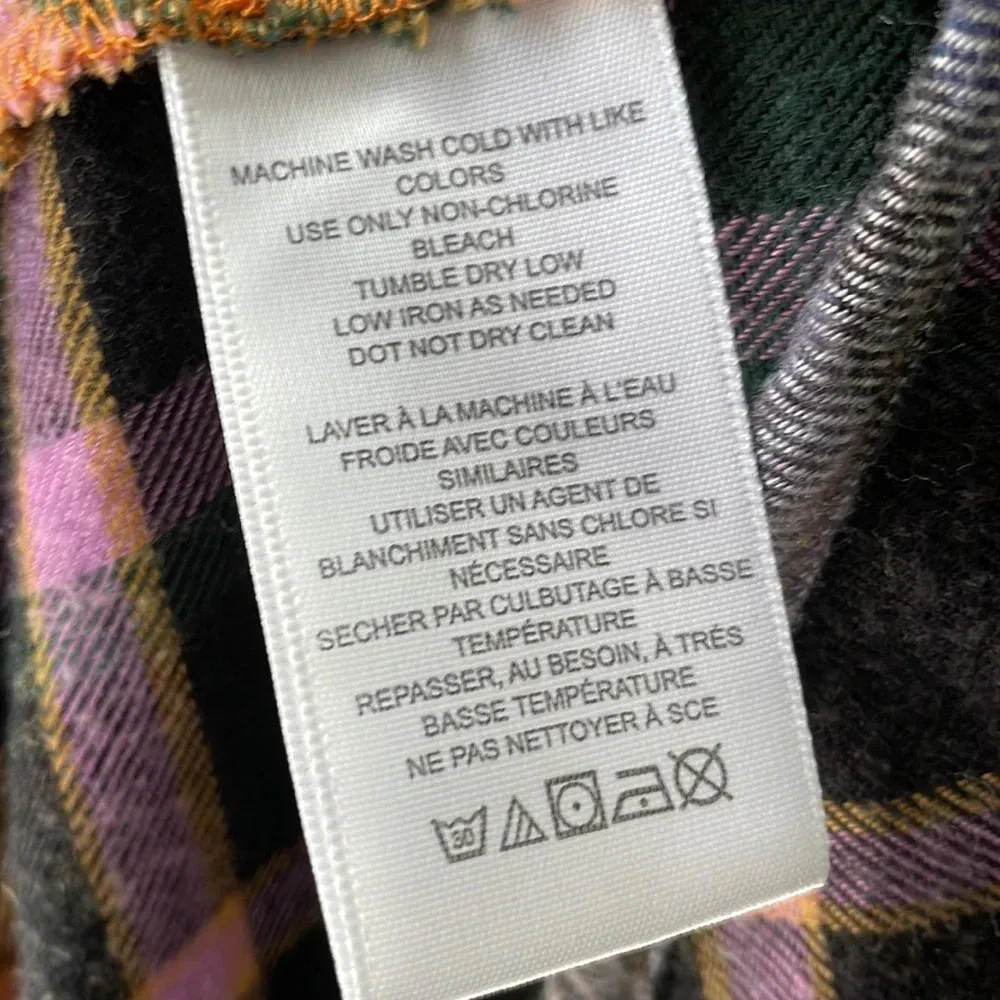 MACHINE WASH COLD WITH LIKE
COLORS
USE ONLY NON-CHLORINE
BLEACH
TUMBLE DRY LOW
LOW IRON AS NEEDED
DOT NOT DRY CLEAN
LAVER À LA MACHINE À L'EAU
FROIDE AVEC COULEURS
SIMILAIRES
UTILISER UN AGENT DE
BLANCHIMENT SANS CHLORE SI
NÉCESSAIRE
SECHER PAR CULBUTAGE À BASSE
TEMPÉRATURE
REPASSER, AU BESOIN, À TRÉS
BASSE TEMPÉRATURE
NE PAS NETTOYER À SCE
30